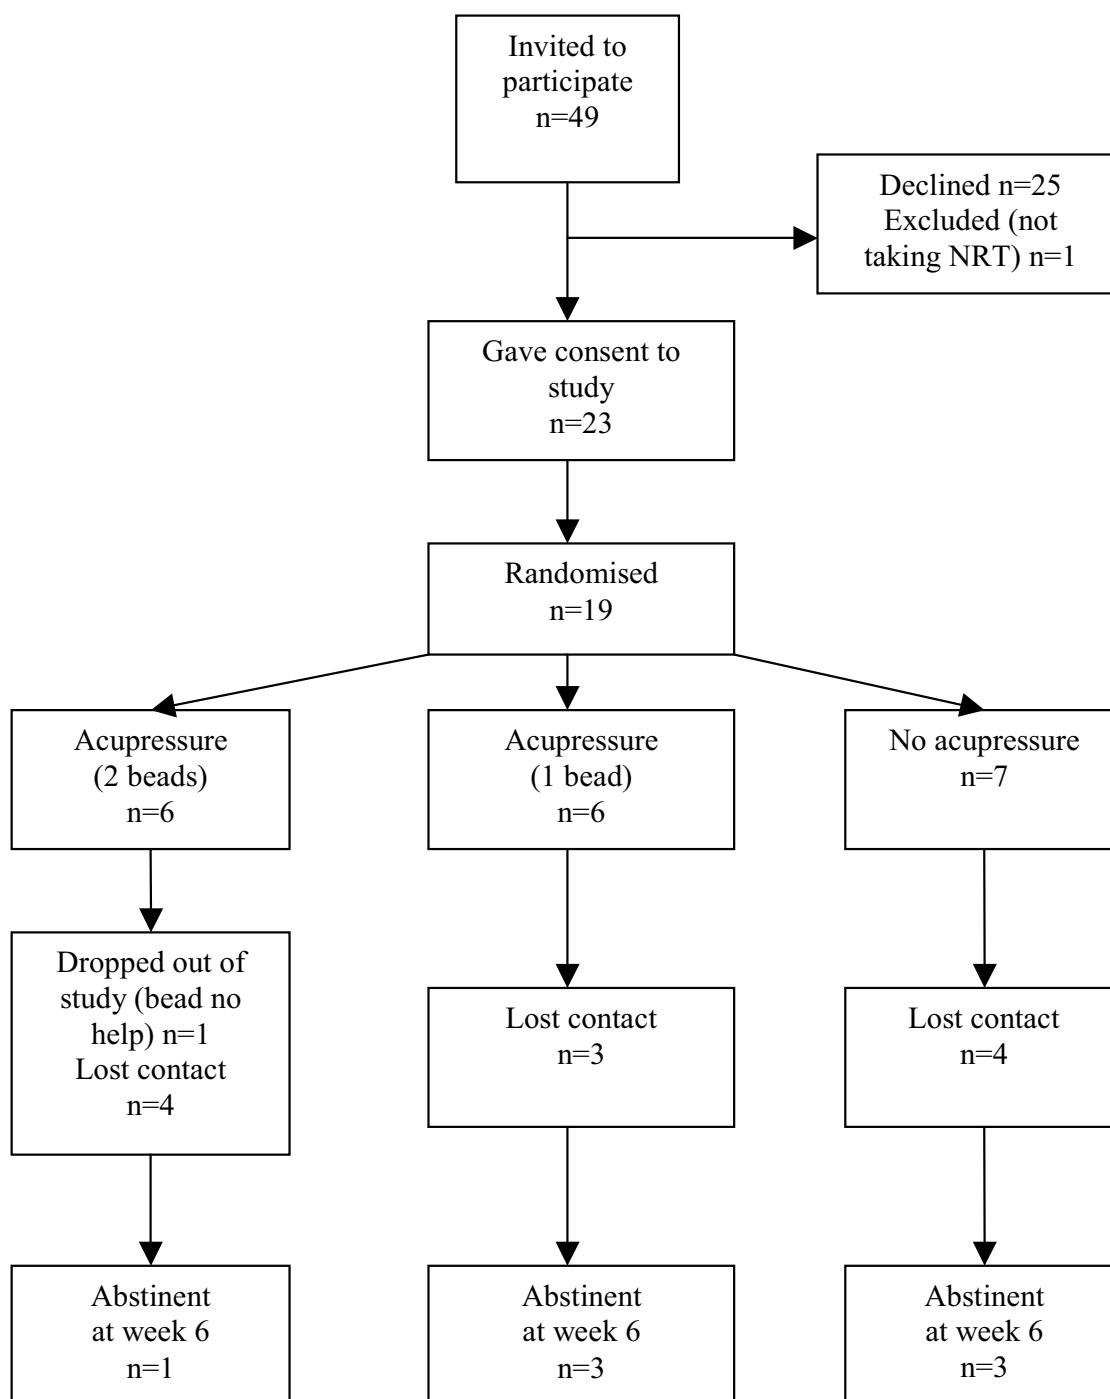 Invited to
participate
n=49
Declined n=25
Excluded (not
taking NRT) n=1
Gave consent to
study
n=23
Randomised
n=19
Acupressure
(2 beads)
n=6
Acupressure
(1 bead)
n=6
No acupressure
n=7
Dropped out of
study (bead no
help) n=1
Lost contact
n=4
Lost contact
n=3
Lost contact
n=4
Abstinent
at week 6
n=1
Abstinent
at week 6
n=3
Abstinent
at week 6
n=3